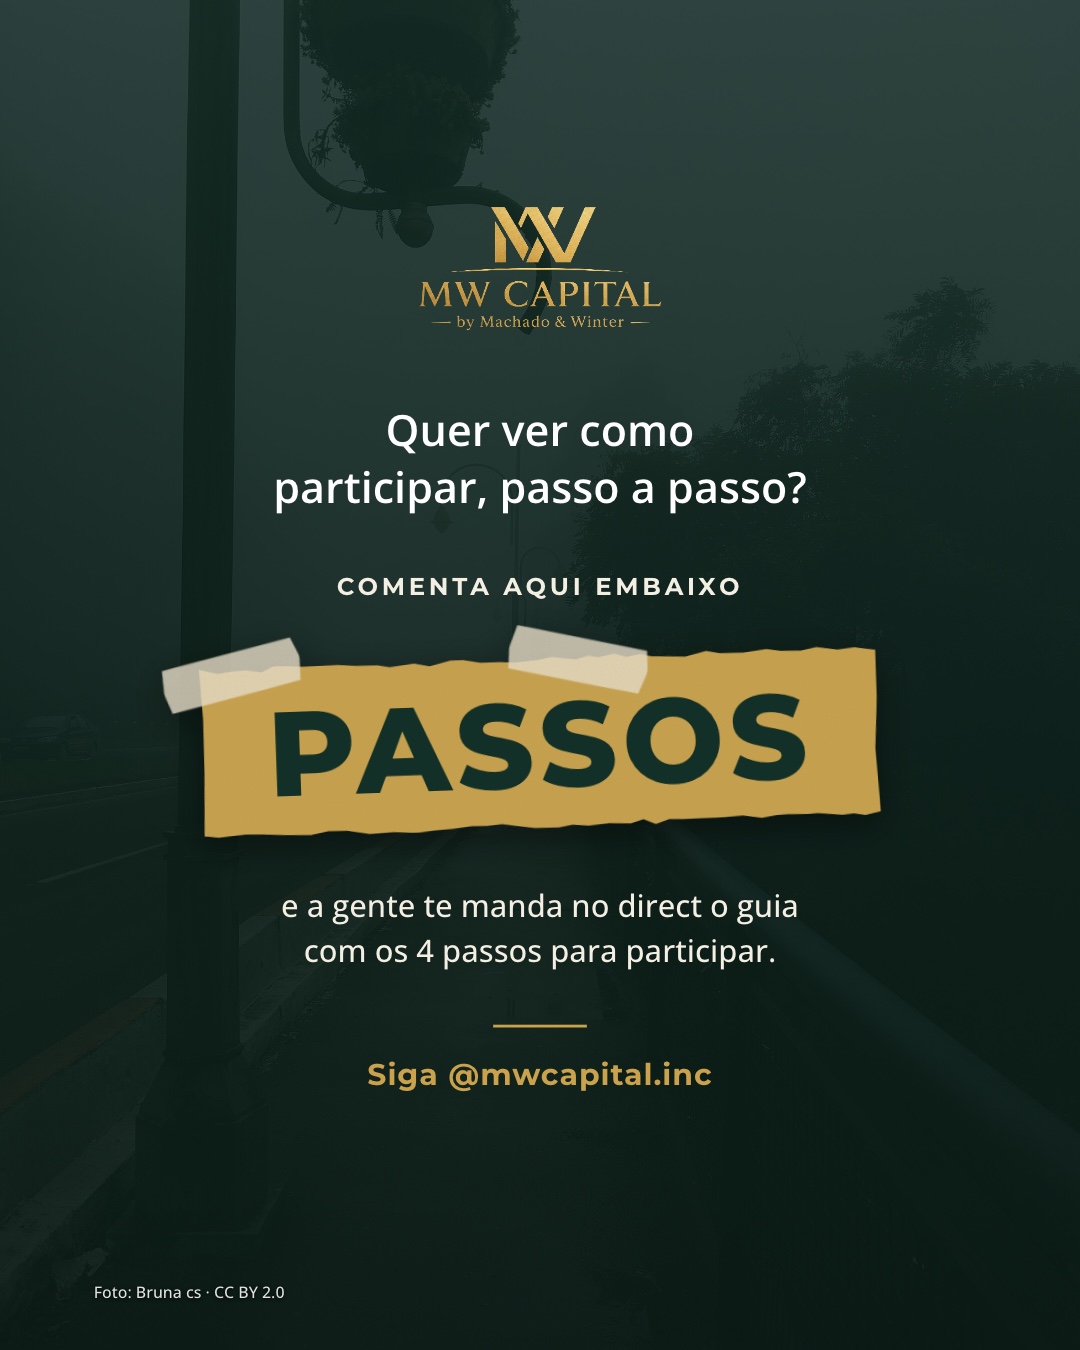 MW
MW CAPITAL
by Machado & Winter
Quer ver como
participar, passo a passo?
COMENTA AQUI EMBAIXO
PASSOS
e a gente te manda no direct o guia
com os 4 passos para participar.
Siga @mwcapital.inc
Foto: Bruna cs · CC BY 2.0